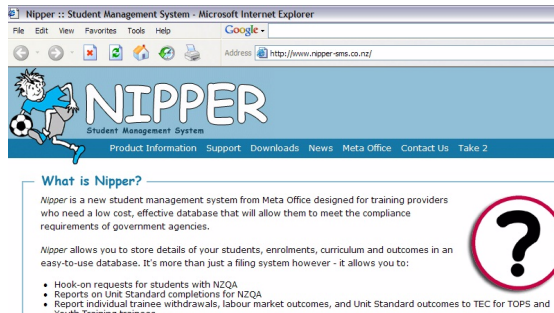 Nipper :: Student Management System - Microsoft Internet Explorer
File Edit View Favorites Tools Help Google -
Address http://www.nipper-sms.co.nz/
NIPPER
Student Management System
Product Information Support Downloads News Meta Office Contact Us Take 2
What is Nipper?
Nipper is a new student management system from Meta Office designed for training providers
who need a low cost, effective database that will allow them to meet the compliance
requirements of government agencies.
Nipper allows you to store details of your students, enrolments, curriculum and outcomes in an
easy-to-use database. It's more than just a filing system however - it allows you to:
• Hook-on requests for students with NZQA
• Reports on Unit Standard completions for NZQA
• Report individual trainee withdrawals, labour market outcomes, and Unit Standard outcomes to TEC for TOPS and
Youth Training trainees
?